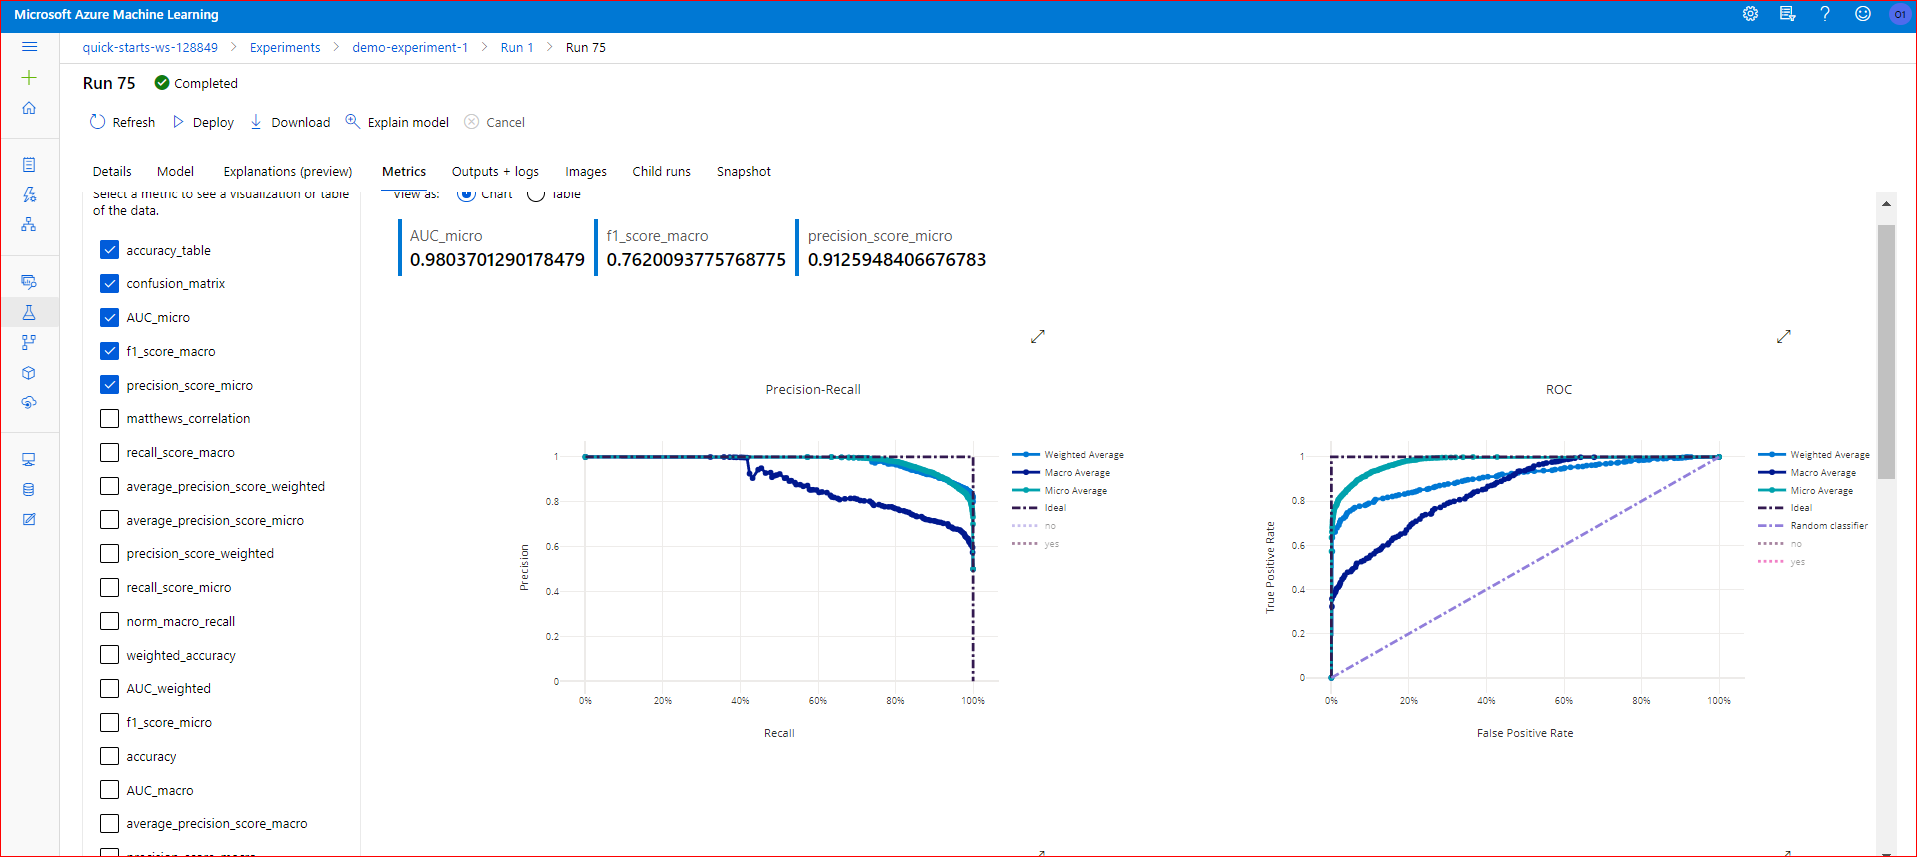 Microsoft Azure Machine Learning
01
quick-starts-ws-128849 > Experiments > demo-experiment-1 > Run 1 > Run 75
Run 75 Completed
Refresh Deploy Download Explain model Cancel
Details Model Explanations (preview) Metrics Outputs + logs Images Child runs Snapshot
Select a metric to see a visualization or table
of the data.
accuracy_table
confusion_matrix
AUC_micro
f1_score_macro
precision_score_micro
matthews_correlation
recall_score_macro
average_precision_score_weighted
average_precision_score_micro
precision_score_weighted
recall_score_micro
norm_macro_recall
weighted_accuracy
AUC_weighted
f1_score_micro
accuracy
AUC_macro
average_precision_score_macro
precision_score_macro
View as: Chart Table
AUC_micro
0.9803701290178479
f1_score_macro
0.7620093775768775
precision_score_micro
0.9125948406676783
Precision-Recall
Precision
1
0.8
0.6
0.4
0.2
0
0% 20% 40% 60% 80% 100%
Recall
Weighted Average
Macro Average
Micro Average
Ideal
no
yes
ROC
True Positive Rate
1
0.8
0.6
0.4
0.2
0
0% 20% 40% 60% 80% 100%
False Positive Rate
Weighted Average
Macro Average
Micro Average
Ideal
Random classifier
no
yes